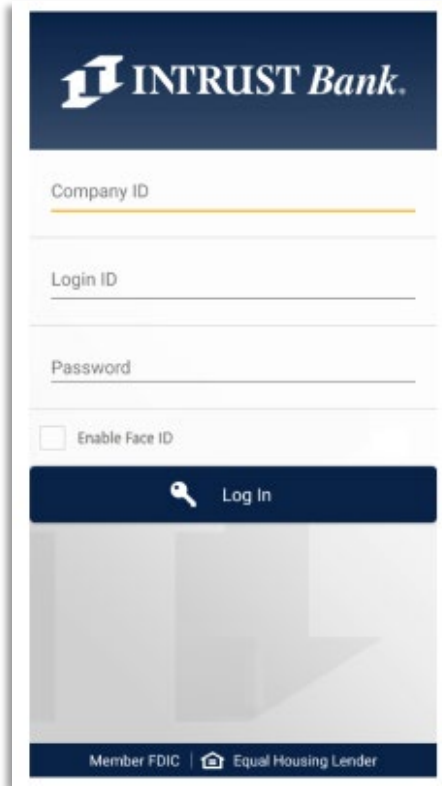 INTRUST Bank.
Company ID
Login ID
Password
Enable Face ID
Log In
Member FDIC | Equal Housing Lender